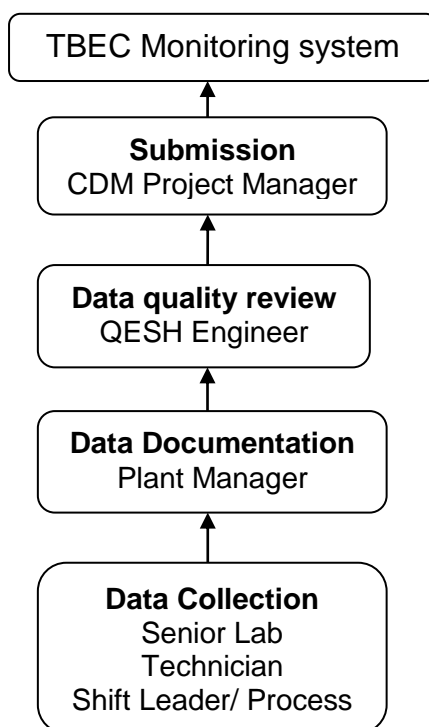 TBEC Monitoring system
Submission
CDM Project Manager
Data quality review
QESH Engineer
Data Documentation
Plant Manager
Data Collection
Senior Lab
Technician
Shift Leader/ Process